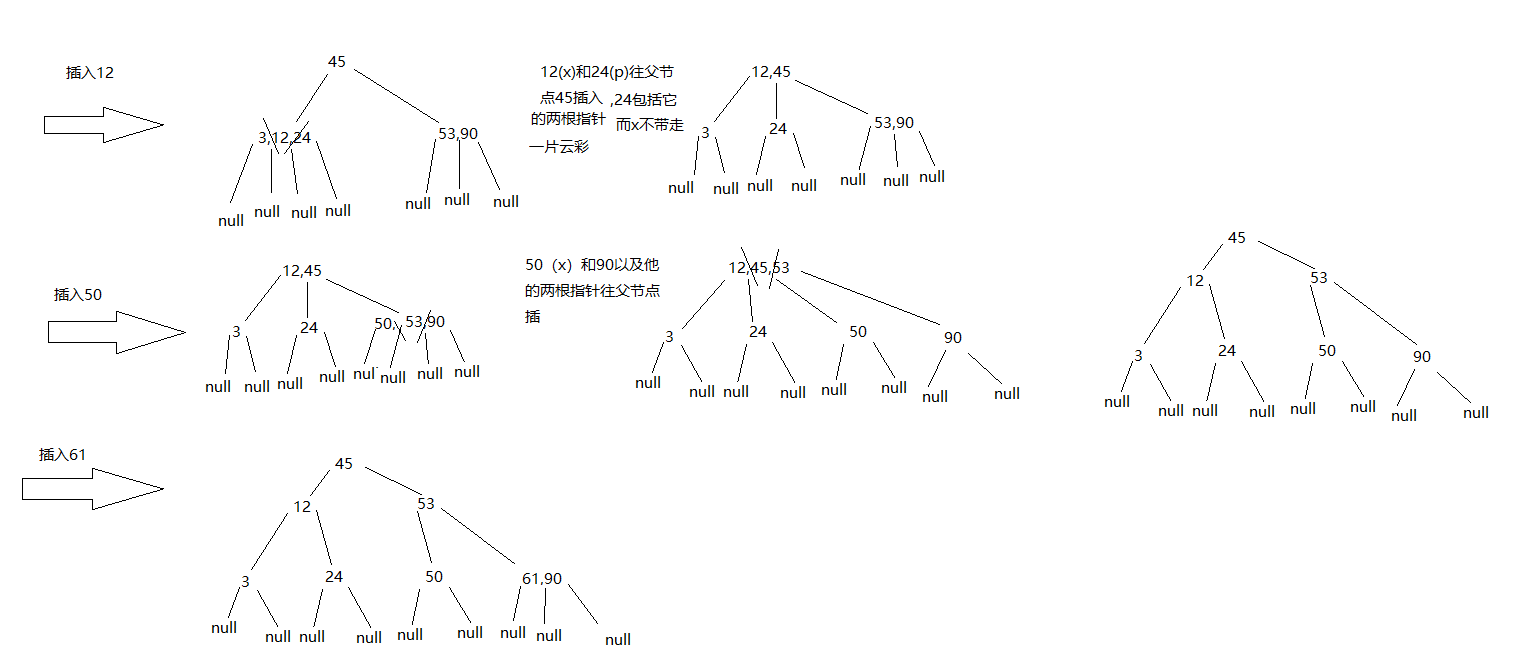 插入12
45
3,12,24
53,90
null null null null null null null
12(x)和24(p)往父节
点45插入 ,24包括它
的两根指针 而x不带走
一片云彩
12,45
3 24 53,90
null null null null null null null
插入50
12,45
3 24 50, 53,90
null null null null null null null null
50（x）和90以及他
的两根指针往父节点
插
12,45,53
3 24 50 90
null null null null null null null null
45
12 53
3 24 50 90
null null null null null null null null
插入61
45
12 53
3 24 50 61,90
null null null null null null null null null